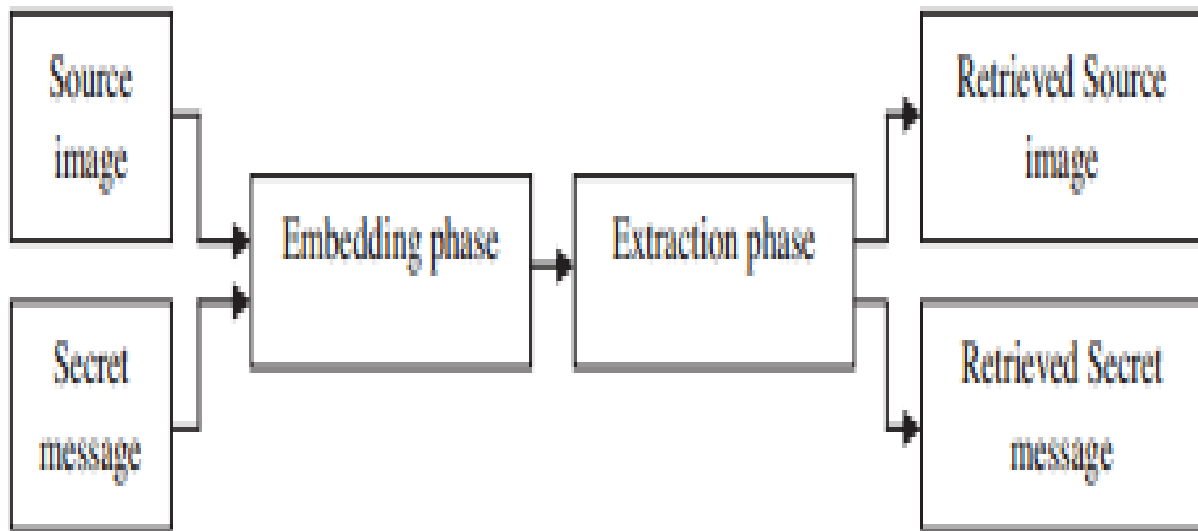 Source
image
Secret
message
Embedding phase
Extraction phase
Retrieved Source
image
Retrieved Secret
message